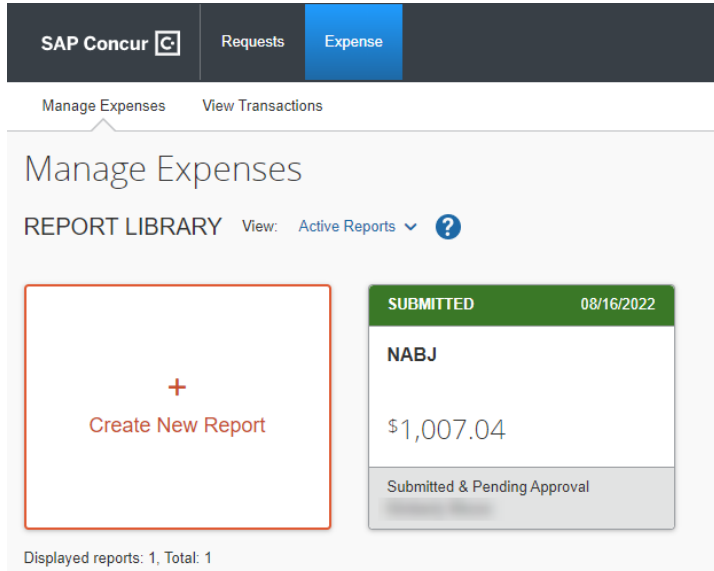 SAP Concur C Requests Expense
Manage Expenses View Transactions
Manage Expenses
REPORT LIBRARY View: Active Reports ?
SUBMITTED 08/16/2022
NABJ
+
Create New Report
$1,007.04
Submitted & Pending Approval
Displayed reports: 1, Total: 1